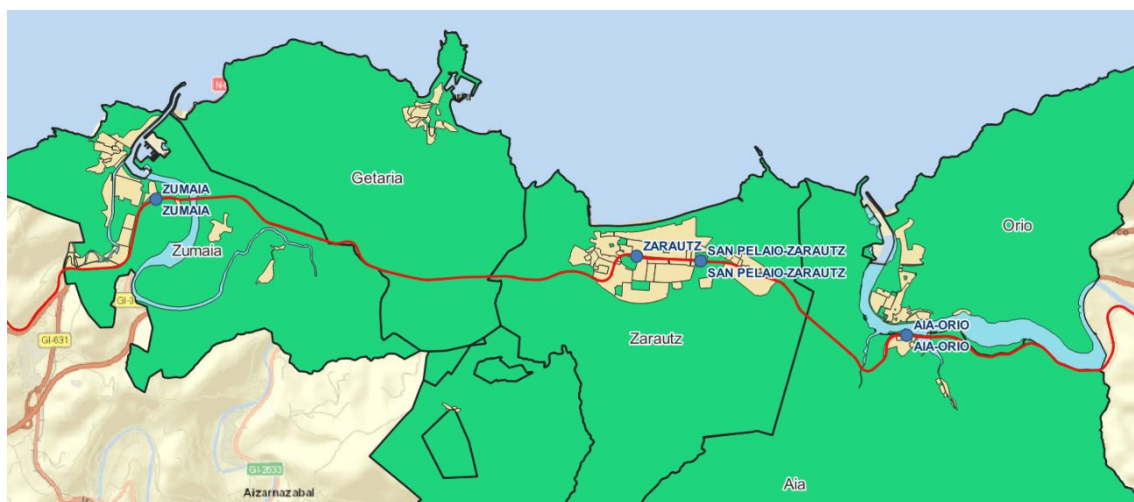 Getaria
ZUMAIA
ZUMAIA
Zumaia
ZARAUTZ
SAN PELAIO-ZARAUTZ
SAN PELAIO-ZARAUTZ
Zarautz
Orio
AIA-ORIO
AIA-ORIO
GI-631
GI-2633
Aizarnazabal
Aia